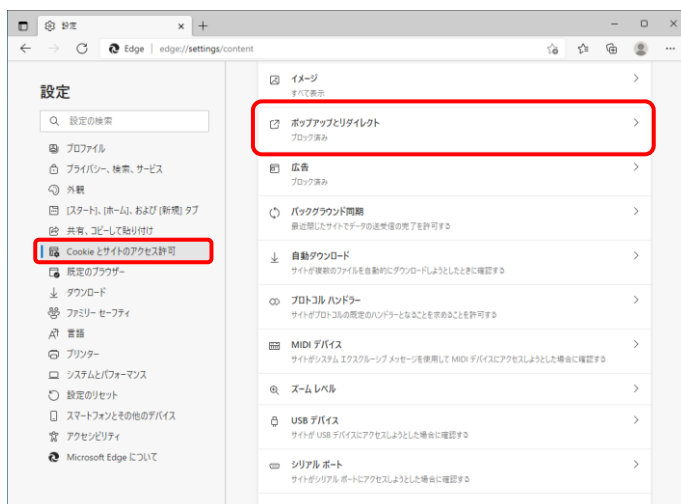 設定
Edge | edge://settings/content
設定
設定の検索
プロファイル
プライバシー、検索、サービス
外観
[スタート]、[ホーム]、および [新規] タブ
共有、コピーして貼り付け
Cookie とサイトのアクセス許可
既定のブラウザー
ダウンロード
ファミリー セーフティ
言語
プリンター
システムとパフォーマンス
設定のリセット
スマートフォンとその他のデバイス
アクセシビリティ
Microsoft Edge について
イメージ
すべて表示
ポップアップとリダイレクト
ブロック済み
広告
ブロック済み
バックグラウンド同期
最近閉じたサイトでデータの送受信の完了を許可する
自動ダウンロード
サイトが複数のファイルを自動的にダウンロードしようとしたときに確認する
プロトコル ハンドラー
サイトがプロトコルの既定のハンドラーとなることを求めることを許可する
MIDI デバイス
サイトがシステム エクスクルーシブ メッセージを使用して MIDI デバイスにアクセスしようとした場合に確認する
ズーム レベル
USB デバイス
サイトが USB デバイスにアクセスしようとした場合に確認する
シリアル ポート
サイトがシリアル ポートにアクセスしようとした場合に確認する